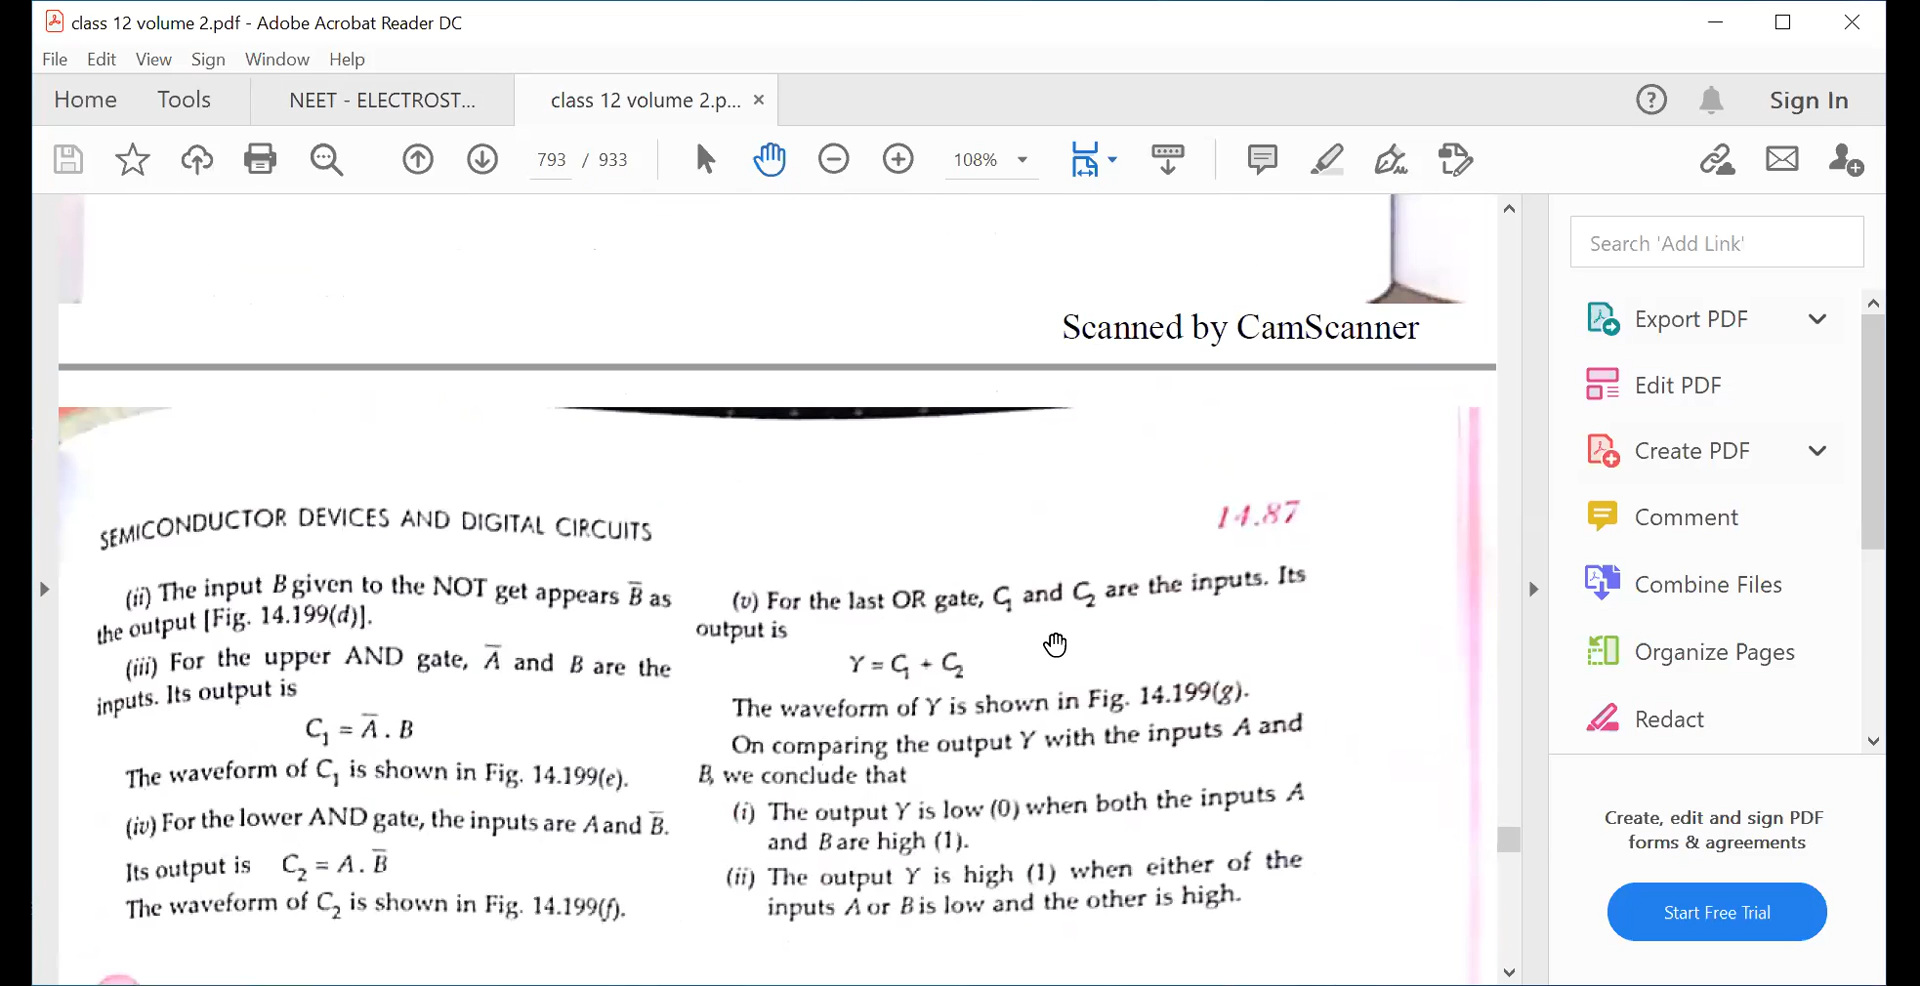 class 12 volume 2.pdf - Adobe Acrobat Reader DC
File Edit View Sign Window Help
Home Tools NEET - ELECTROST... class 12 volume 2.p... × Sign In
793 / 933 108%
Search 'Add Link'
Export PDF
Edit PDF
Create PDF
Comment
Combine Files
Organize Pages
Redact
Create, edit and sign PDF
forms & agreements
Start Free Trial
Scanned by CamScanner
SEMICONDUCTOR DEVICES AND DIGITAL CIRCUITS
14.87
(ii) The input B given to the NOT get appears B̅ as
the output [Fig. 14.199(d)].
(iii) For the upper AND gate, A̅ and B are the
inputs. Its output is
C₁ = A̅ . B
The waveform of C₁ is shown in Fig. 14.199(e).
(iv) For the lower AND gate, the inputs are A and B̅.
Its output is C₂ = A . B̅
The waveform of C₂ is shown in Fig. 14.199(f).
(v) For the last OR gate, C₁ and C₂ are the inputs. Its
output is
Y = C₁ + C₂
The waveform of Y is shown in Fig. 14.199(g).
On comparing the output Y with the inputs A and
B, we conclude that
(i) The output Y is low (0) when both the inputs A
and B are high (1).
(ii) The output Y is high (1) when either of the
inputs A or B is low and the other is high.